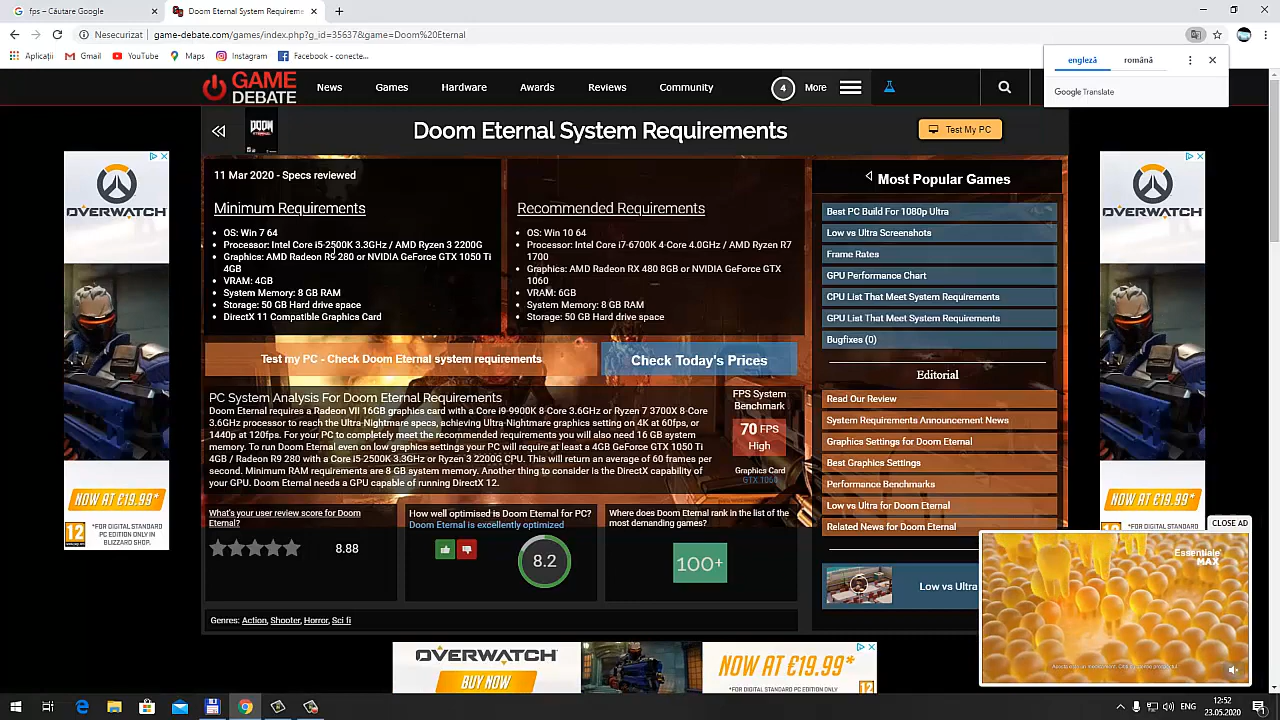 fps - Căutare Google
System Requirements for Doom Eternal
Nesecurizat | game-debate.com/games/index.php?g_id=35637&game=Doom%20Eternal
Aplicații
Gmail
YouTube
Maps
Instagram
Facebook - conecte...
engleză
română
Google Translate
GAME
DEBATE
News
Games
Hardware
Awards
Reviews
Community
4
More
DOOM
Doom Eternal System Requirements
Test My PC
11 Mar 2020 - Specs reviewed
Minimum Requirements
OS: Win 7 64
Processor: Intel Core i5-2500K 3.3GHz / AMD Ryzen 3 2200G
Graphics: AMD Radeon R9 280 or NVIDIA GeForce GTX 1050 Ti
4GB
VRAM: 4GB
System Memory: 8 GB RAM
Storage: 50 GB Hard drive space
DirectX 11 Compatible Graphics Card
Recommended Requirements
OS: Win 10 64
Processor: Intel Core i7-6700K 4-Core 4.0GHz / AMD Ryzen R7
1700
Graphics: AMD Radeon RX 480 8GB or NVIDIA GeForce GTX
1060
VRAM: 6GB
System Memory: 8 GB RAM
Storage: 50 GB Hard drive space
Test my PC - Check Doom Eternal system requirements
Check Today's Prices
PC System Analysis For Doom Eternal Requirements
Doom Eternal requires a Radeon VII 16GB graphics card with a Core i9-9900K 8-Core 3.6GHz or Ryzen 7 3700X 8-Core
3.6GHz processor to reach the Ultra-Nightmare specs, achieving Ultra-Nightmare graphics setting on 4K at 60fps, or
1440p at 120fps. For your PC to completely meet the recommended requirements you will also need 16 GB system
memory. To run Doom Eternal even on low graphics settings your PC will require at least a 4GB GeForce GTX 1050 Ti
4GB / Radeon R9 280 with a Core i5-2500K 3.3GHz or Ryzen 3 2200G CPU. This will return an average of 60 frames per
second. Minimum RAM requirements are 8 GB system memory. Another thing to consider is the DirectX capability of
your GPU. Doom Eternal needs a GPU capable of running DirectX 12.
FPS System
Benchmark
70 FPS
High
Graphics Card
GTX 1060
What's your user review score for Doom
Eternal?
8.88
How well optimised is Doom Eternal for PC?
Doom Eternal is excellently optimized
8.2
Where does Doom Eternal rank in the list of the
most demanding games?
100+
Genres: Action, Shooter, Horror, Sci fi
Most Popular Games
Best PC Build For 1080p Ultra
Low vs Ultra Screenshots
Frame Rates
GPU Performance Chart
CPU List That Meet System Requirements
GPU List That Meet System Requirements
Bugfixes (0)
Editorial
Read Our Review
System Requirements Announcement News
Graphics Settings for Doom Eternal
Best Graphics Settings
Performance Benchmarks
Low vs Ultra for Doom Eternal
Related News for Doom Eternal
Low vs Ultra
OVERWATCH
NOW AT €19.99*
12
*FOR DIGITAL STANDARD
PC EDITION ONLY IN
BLIZZARD SHOP.
OVERWATCH
NOW AT €19.99*
12
*FOR DIGITAL STANDARD
CLOSE AD
Essentiale
MAX
OVERWATCH
BUY NOW
NOW AT €19.99*
*FOR DIGITAL STANDARD PC EDITION ONLY
12
ENG
12:52
23.05.2020
1